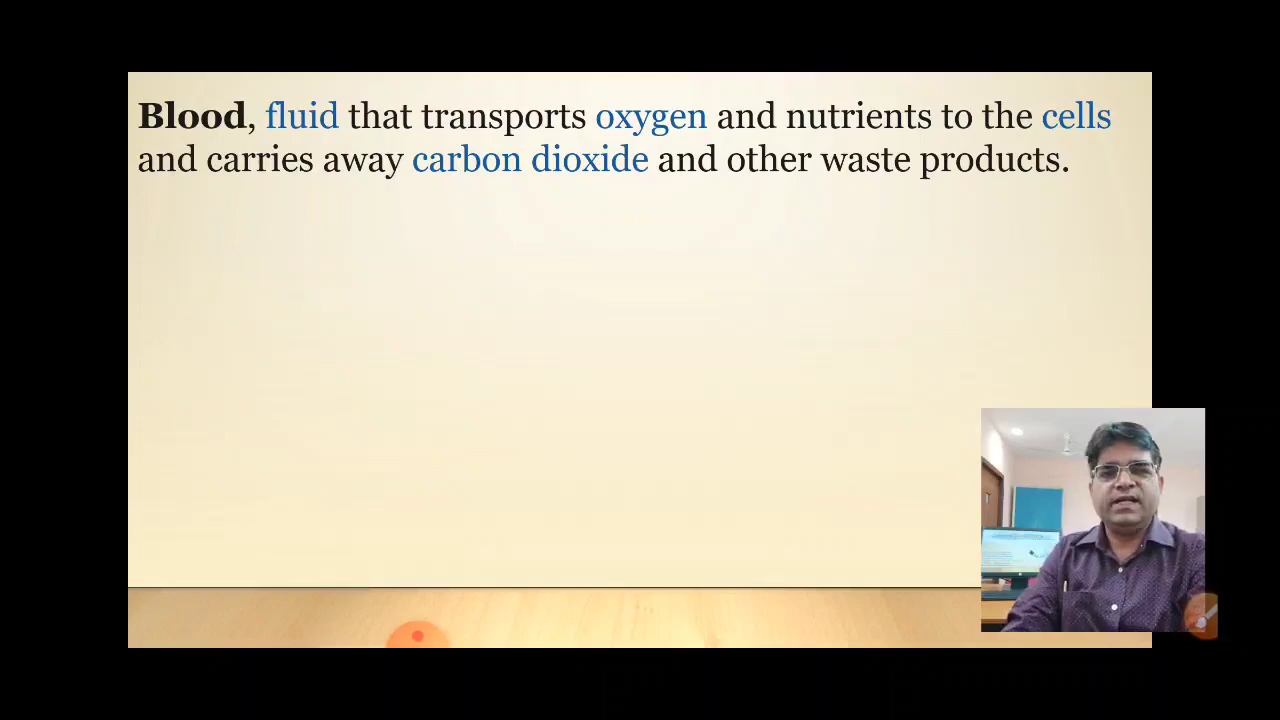 Blood, fluid that transports oxygen and nutrients to the cells
and carries away carbon dioxide and other waste products.